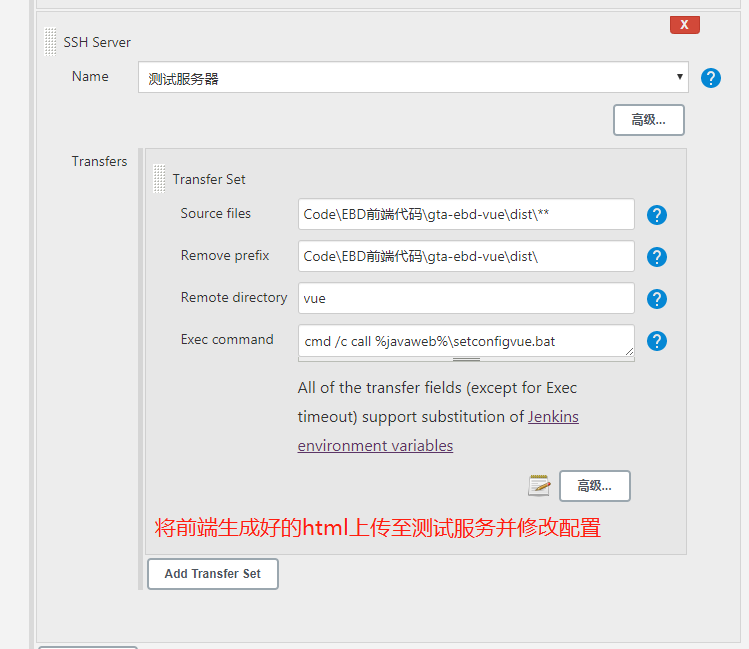 X
SSH Server
Name
测试服务器
?
高级...
Transfers
Transfer Set
Source files
Code\EBD前端代码\gta-ebd-vue\dist\**
?
Remove prefix
Code\EBD前端代码\gta-ebd-vue\dist\
?
Remote directory
vue
?
Exec command
cmd /c call %javaweb%\setconfigvue.bat
?
All of the transfer fields (except for Exec
timeout) support substitution of Jenkins
environment variables
高级...
将前端生成好的html上传至测试服务并修改配置
Add Transfer Set